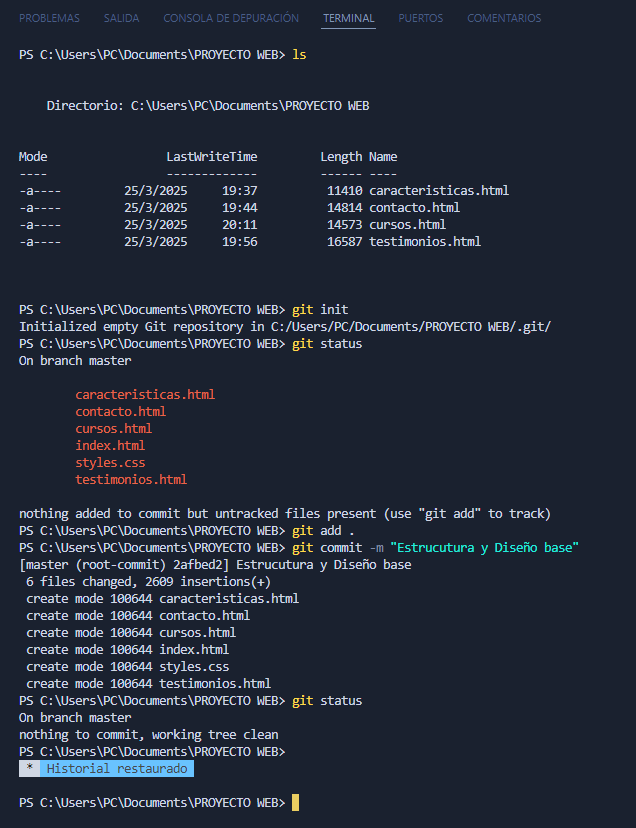 PROBLEMAS SALIDA CONSOLA DE DEPURACIÓN TERMINAL PUERTOS COMENTARIOS
PS C:\Users\PC\Documents\PROYECTO WEB> ls
Directorio: C:\Users\PC\Documents\PROYECTO WEB
Mode LastWriteTime Length Name
---- ------------- ------ ----
-a---- 25/3/2025 19:37 11410 caracteristicas.html
-a---- 25/3/2025 19:44 14814 contacto.html
-a---- 25/3/2025 20:11 14573 cursos.html
-a---- 25/3/2025 19:56 16587 testimonios.html
PS C:\Users\PC\Documents\PROYECTO WEB> git init
Initialized empty Git repository in C:/Users/PC/Documents/PROYECTO WEB/.git/
PS C:\Users\PC\Documents\PROYECTO WEB> git status
On branch master
caracteristicas.html
contacto.html
cursos.html
index.html
styles.css
testimonios.html
nothing added to commit but untracked files present (use "git add" to track)
PS C:\Users\PC\Documents\PROYECTO WEB> git add .
PS C:\Users\PC\Documents\PROYECTO WEB> git commit -m "Estrucutura y Diseño base"
[master (root-commit) 2afbed2] Estrucutura y Diseño base
6 files changed, 2609 insertions(+)
create mode 100644 caracteristicas.html
create mode 100644 contacto.html
create mode 100644 cursos.html
create mode 100644 index.html
create mode 100644 styles.css
create mode 100644 testimonios.html
PS C:\Users\PC\Documents\PROYECTO WEB> git status
On branch master
nothing to commit, working tree clean
PS C:\Users\PC\Documents\PROYECTO WEB>
* Historial restaurado
PS C:\Users\PC\Documents\PROYECTO WEB>